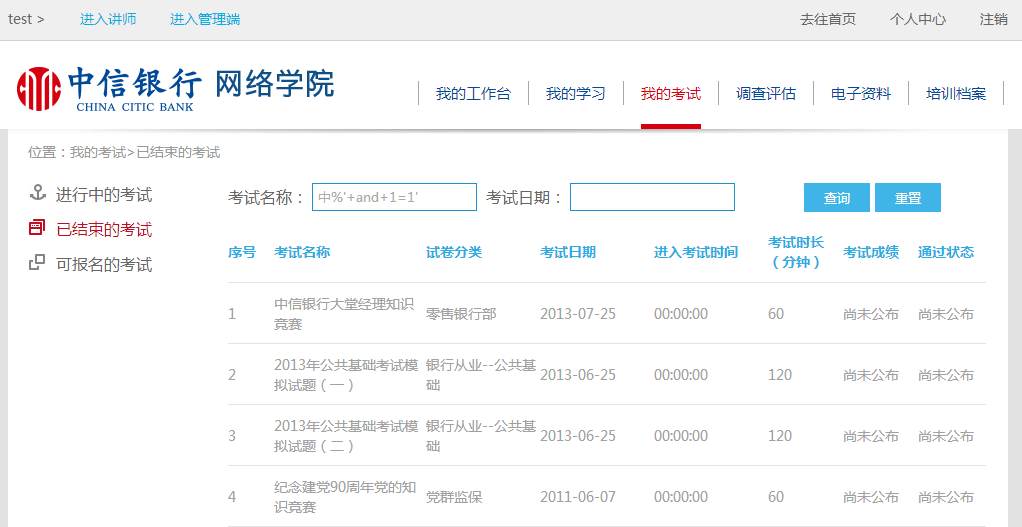 test >
进入讲师
进入管理端
去往首页
个人中心
注销
中信银行 网络学院
CHINA CITIC BANK
我的工作台
我的学习
我的考试
调查评估
电子资料
培训档案
位置：我的考试>已结束的考试
进行中的考试
已结束的考试
可报名的考试
考试名称： 中%'+and+1=1' 考试日期： 查询 重置
序号 考试名称 试卷分类 考试日期 进入考试时间 考试时长（分钟） 考试成绩 通过状态
1 中信银行大堂经理知识竞赛 零售银行部 2013-07-25 00:00:00 60 尚未公布 尚未公布
2 2013年公共基础考试模拟试题（一） 银行从业--公共基础 2013-06-25 00:00:00 120 尚未公布 尚未公布
3 2013年公共基础考试模拟试题（二） 银行从业--公共基础 2013-06-25 00:00:00 120 尚未公布 尚未公布
4 纪念建党90周年党的知识竞赛 党群监保 2011-06-07 00:00:00 60 尚未公布 尚未公布